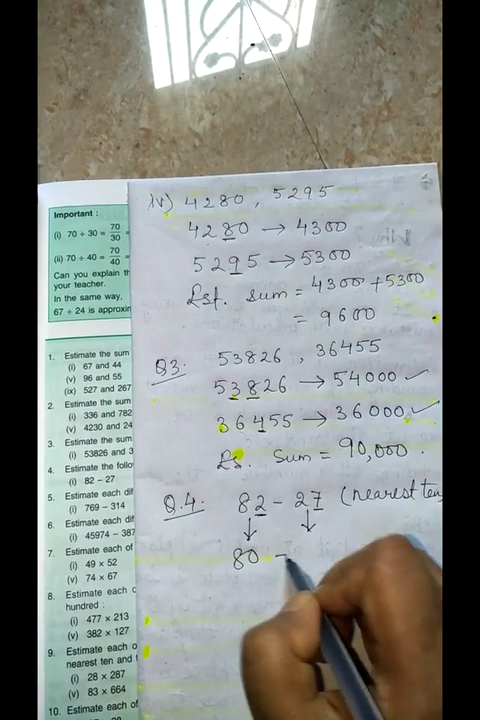 Important :
(i) 70 ÷ 30 = 70/30 =
(ii) 70 ÷ 40 = 70/40 =
Can you explain th
your teacher.
In the same way,
67 ÷ 24 is approxin
1. Estimate the sum
(i) 67 and 44
(v) 96 and 55
(ix) 527 and 267
2. Estimate the sum
(i) 336 and 782
(v) 4230 and 24
3. Estimate the sum
(i) 53826 and 3
4. Estimate the follo
(i) 82 – 27
5. Estimate each dif
(i) 769 – 314
6. Estimate each dif
(i) 45974 – 387
7. Estimate each of
(i) 49 × 52
(v) 74 × 67
8. Estimate each o
hundred :
(i) 477 × 213
(v) 382 × 127
9. Estimate each o
nearest ten and t
(i) 28 × 287
(v) 83 × 664
10. Estimate each of
iv) 4280 , 5295
4280 → 4300
5295 → 5300
Est. sum = 4300 + 5300
= 9600
Q3: 53826 , 36455
53826 → 54000 ✓
36455 → 36000 ✓
Es. Sum = 90,000.
Q.4. 82 – 27 (nearest ten
80 –